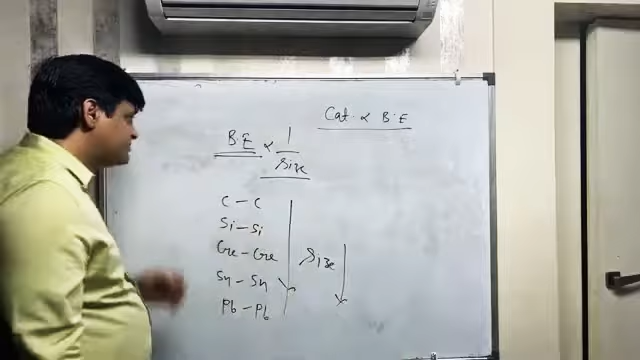 Cat. ∝ B.E
B.E ∝ 1/Size
C – C
Si – Si
Ge – Ge
Size
Sn – Sn
Pb – Pb